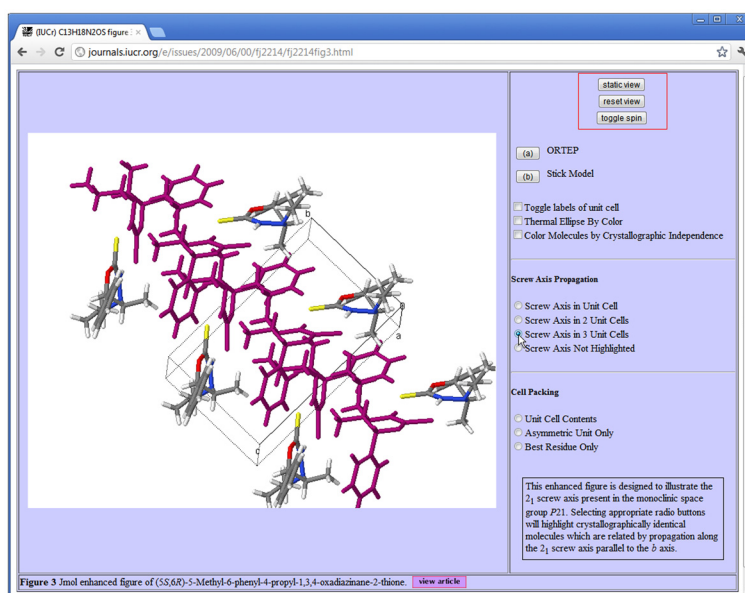 (IUCr) C13H18N2OS figure
journals.iucr.org/e/issues/2009/06/00/fj2214/fj2214fig3.html
static view
reset view
toggle spin
(a) ORTEP
(b) Stick Model
Toggle labels of unit cell
Thermal Ellipse By Color
Color Molecules by Crystallographic Independence
Screw Axis Propagation
Screw Axis in Unit Cell
Screw Axis in 2 Unit Cells
Screw Axis in 3 Unit Cells
Screw Axis Not Highlighted
Cell Packing
Unit Cell Contents
Asymmetric Unit Only
Best Residue Only
This enhanced figure is designed to illustrate the
2₁ screw axis present in the monoclinic space
group P21. Selecting appropriate radio buttons
will highlight crystallographically identical
molecules which are related by propagation along
the 2₁ screw axis parallel to the b axis.
b
a
c
Figure 3 Jmol enhanced figure of (5S,6R)-5-Methyl-6-phenyl-4-propyl-1,3,4-oxadiazinane-2-thione. view article